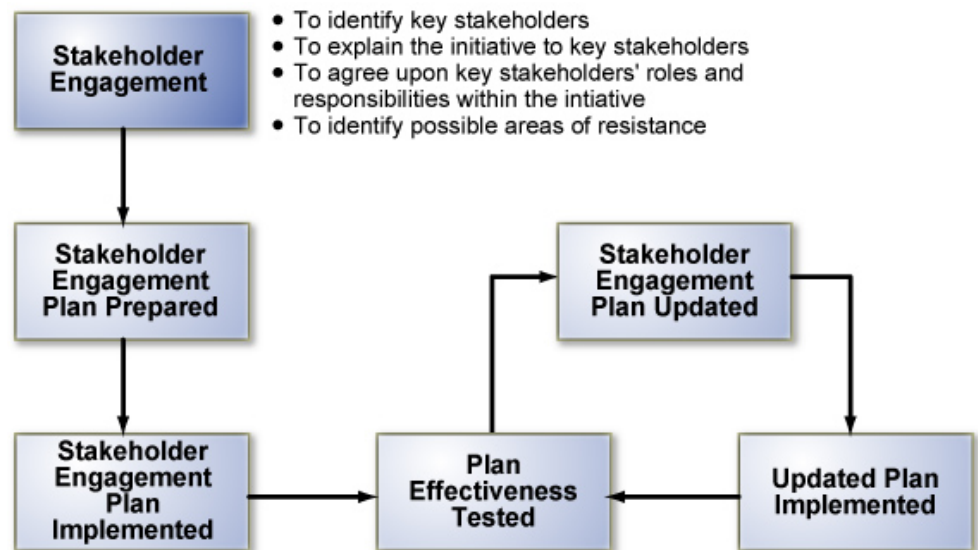 Stakeholder
Engagement
• To identify key stakeholders
• To explain the initiative to key stakeholders
• To agree upon key stakeholders' roles and
responsibilities within the intiative
• To identify possible areas of resistance
Stakeholder
Engagement
Plan Prepared
Stakeholder
Engagement
Plan Updated
Stakeholder
Engagement
Plan
Implemented
Plan
Effectiveness
Tested
Updated Plan
Implemented